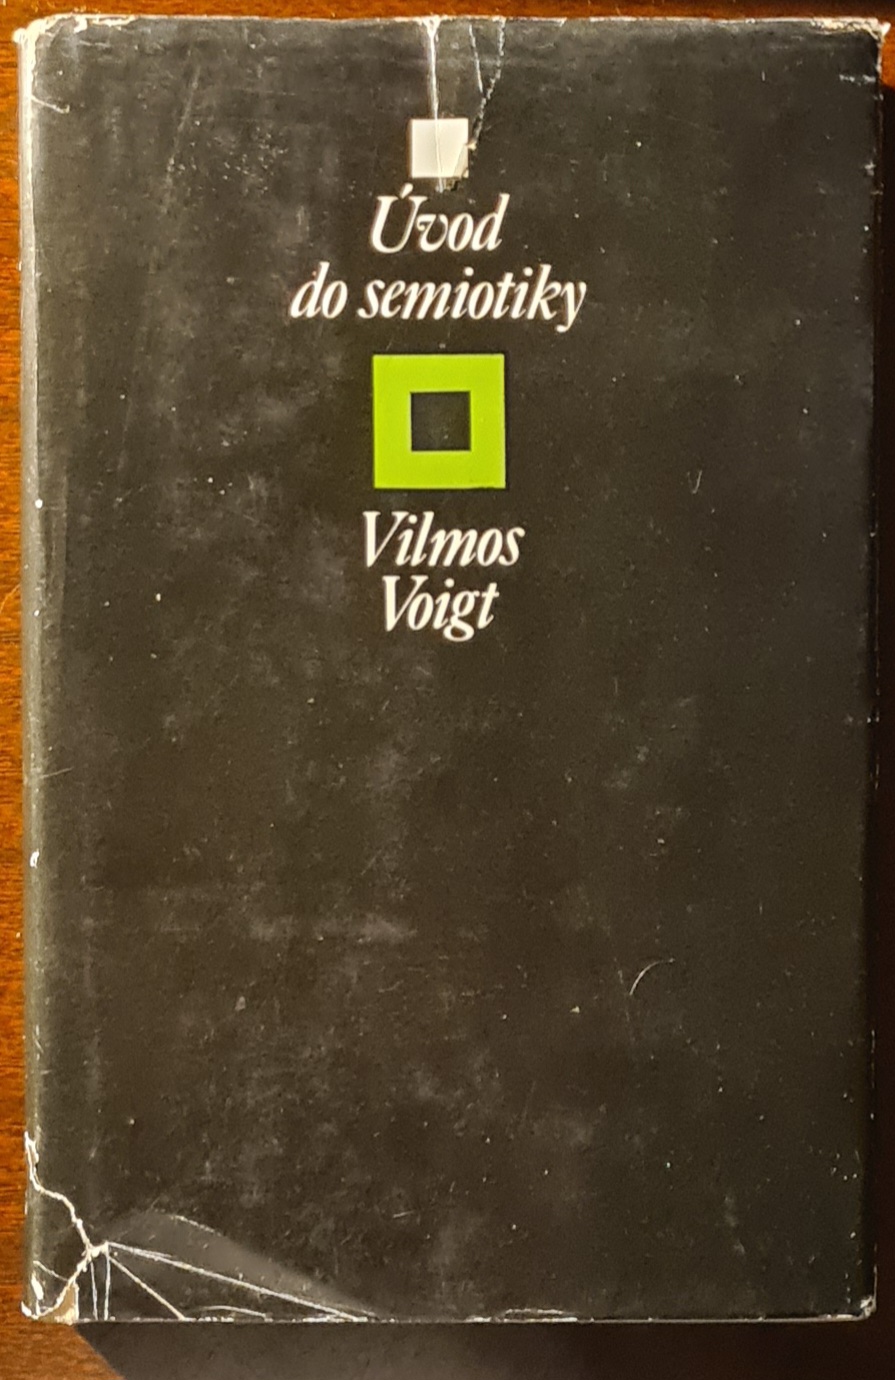 Úvod
do semiotiky
Vilmos
Voigt